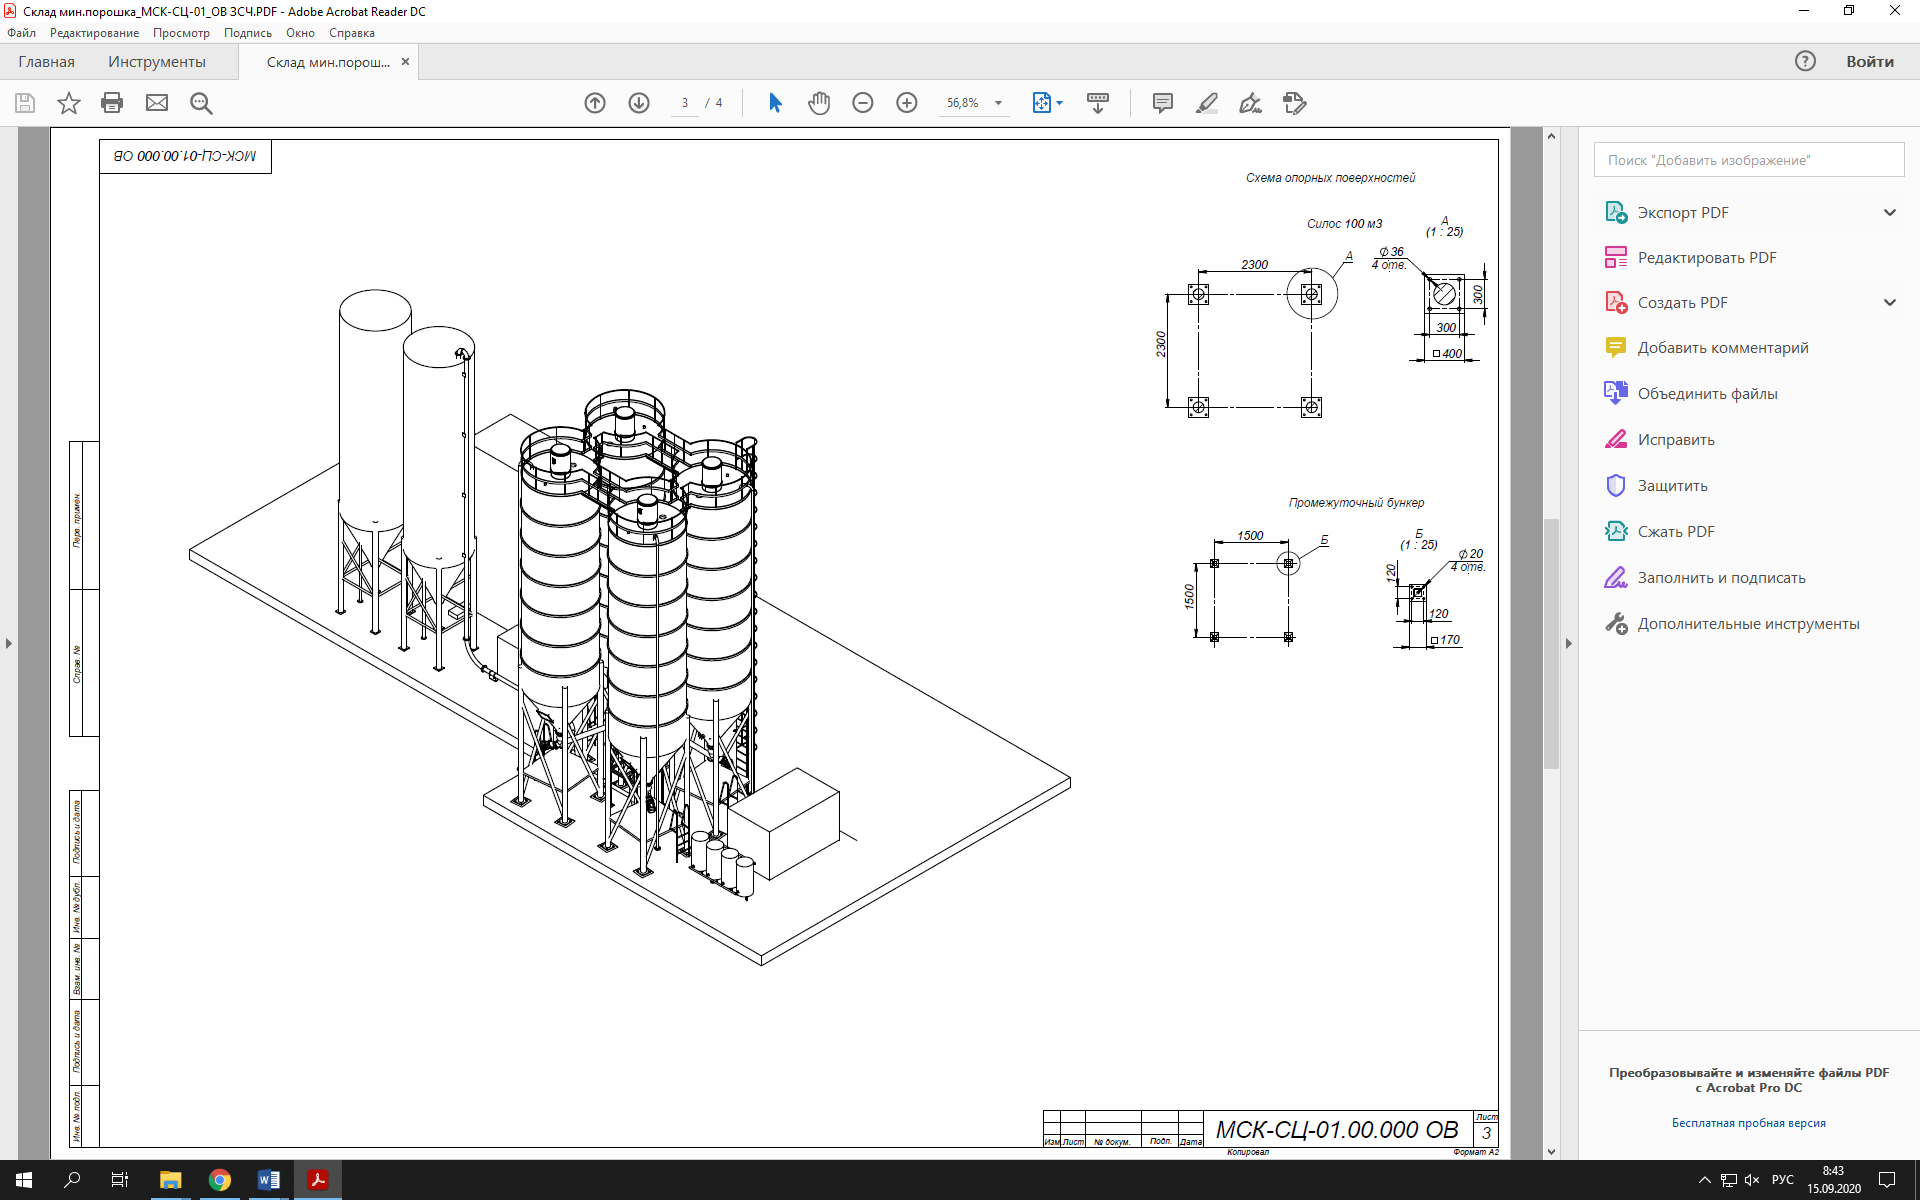 Склад мин.порошка_МСК-СЦ-01_ОВ ЗСЧ.PDF - Adobe Acrobat Reader DC
Файл Редактирование Просмотр Подпись Окно Справка
Главная Инструменты Склад мин.порош... ×
Войти
3 / 4 56,8%
МСК-СЦ-01.00.000 ОВ
Схема опорных поверхностей
Силос 100 м3
А
(1 : 25)
2300
А
⌀36
4 отв.
2300
300
300
□400
Промежуточный бункер
1500
Б
Б
(1 : 25)
⌀20
4 отв.
1500
120
120
□170
Перв. примен.
Справ. №
Подпись и дата
Инв. № дубл.
Взам. инв. №
Подпись и дата
Инв. № подл.
Изм Лист № докум. Подп. Дата
МСК-СЦ-01.00.000 ОВ
Лист
3
Копировал Формат А2
Поиск "Добавить изображение"
Экспорт PDF
Редактировать PDF
Создать PDF
Добавить комментарий
Объединить файлы
Исправить
Защитить
Сжать PDF
Заполнить и подписать
Дополнительные инструменты
Преобразовывайте и изменяйте файлы PDF
с Acrobat Pro DC
Бесплатная пробная версия
РУС
8:43
15.09.2020